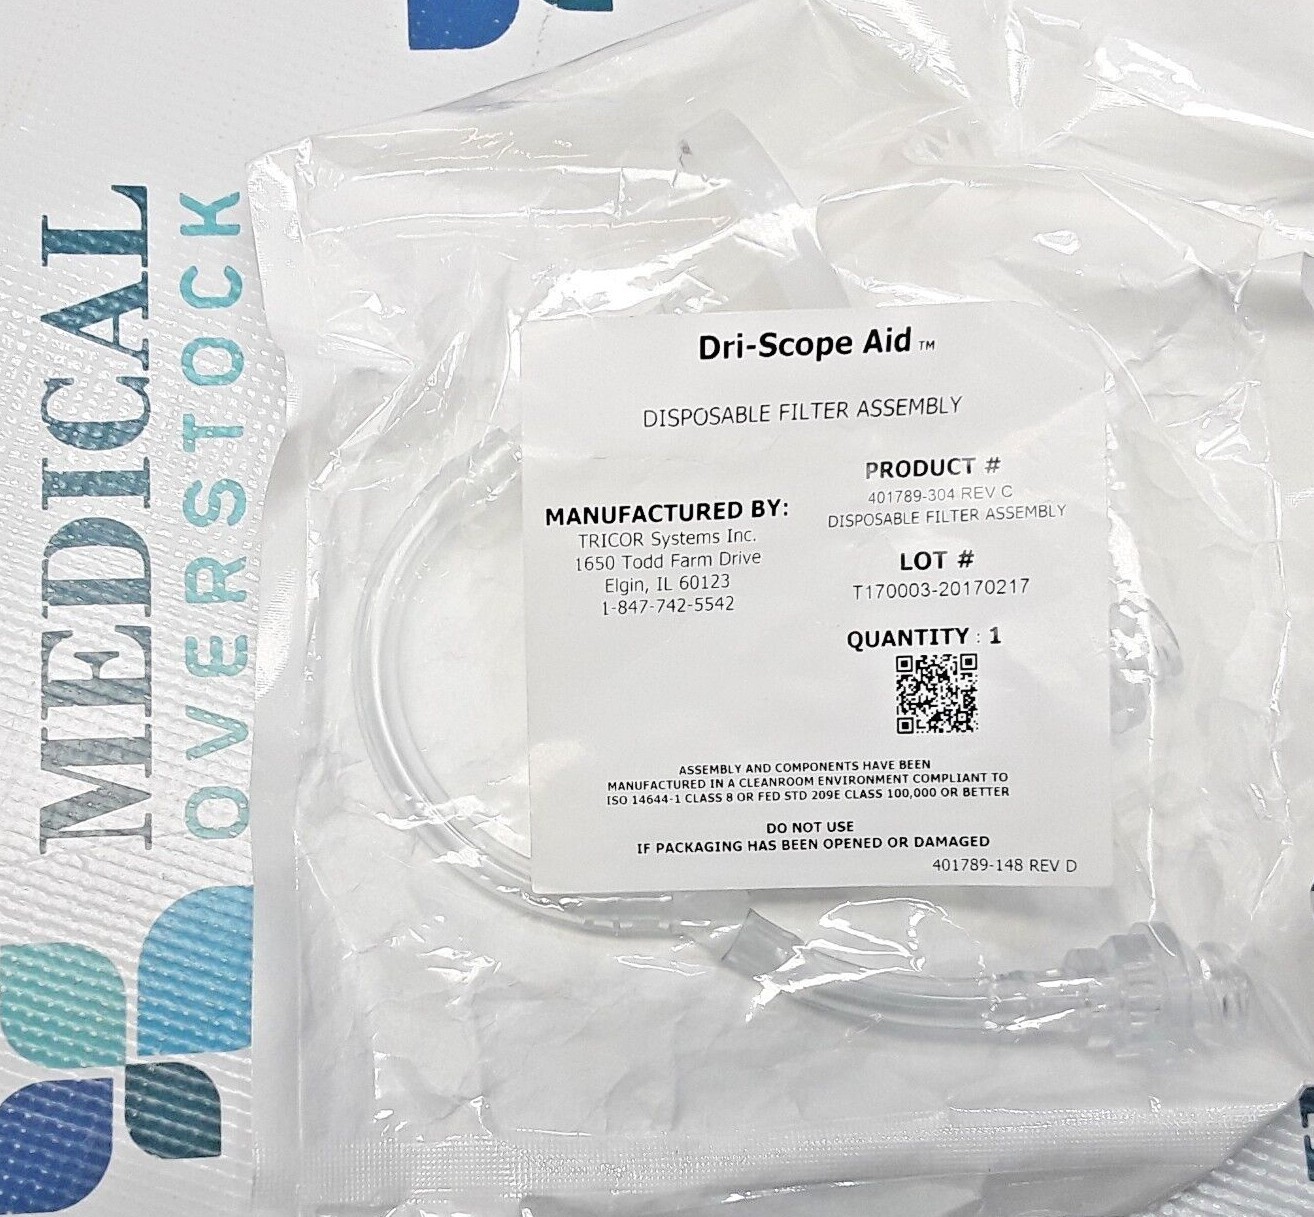 MEDICAL
OVERSTOCK
Dri-Scope Aid ™
DISPOSABLE FILTER ASSEMBLY
MANUFACTURED BY:
TRICOR Systems Inc.
1650 Todd Farm Drive
Elgin, IL 60123
1-847-742-5542
PRODUCT #
401789-304 REV C
DISPOSABLE FILTER ASSEMBLY
LOT #
T170003-20170217
QUANTITY : 1
ASSEMBLY AND COMPONENTS HAVE BEEN
MANUFACTURED IN A CLEANROOM ENVIRONMENT COMPLIANT TO
ISO 14644-1 CLASS 8 OR FED STD 209E CLASS 100,000 OR BETTER
DO NOT USE
IF PACKAGING HAS BEEN OPENED OR DAMAGED
401789-148 REV D